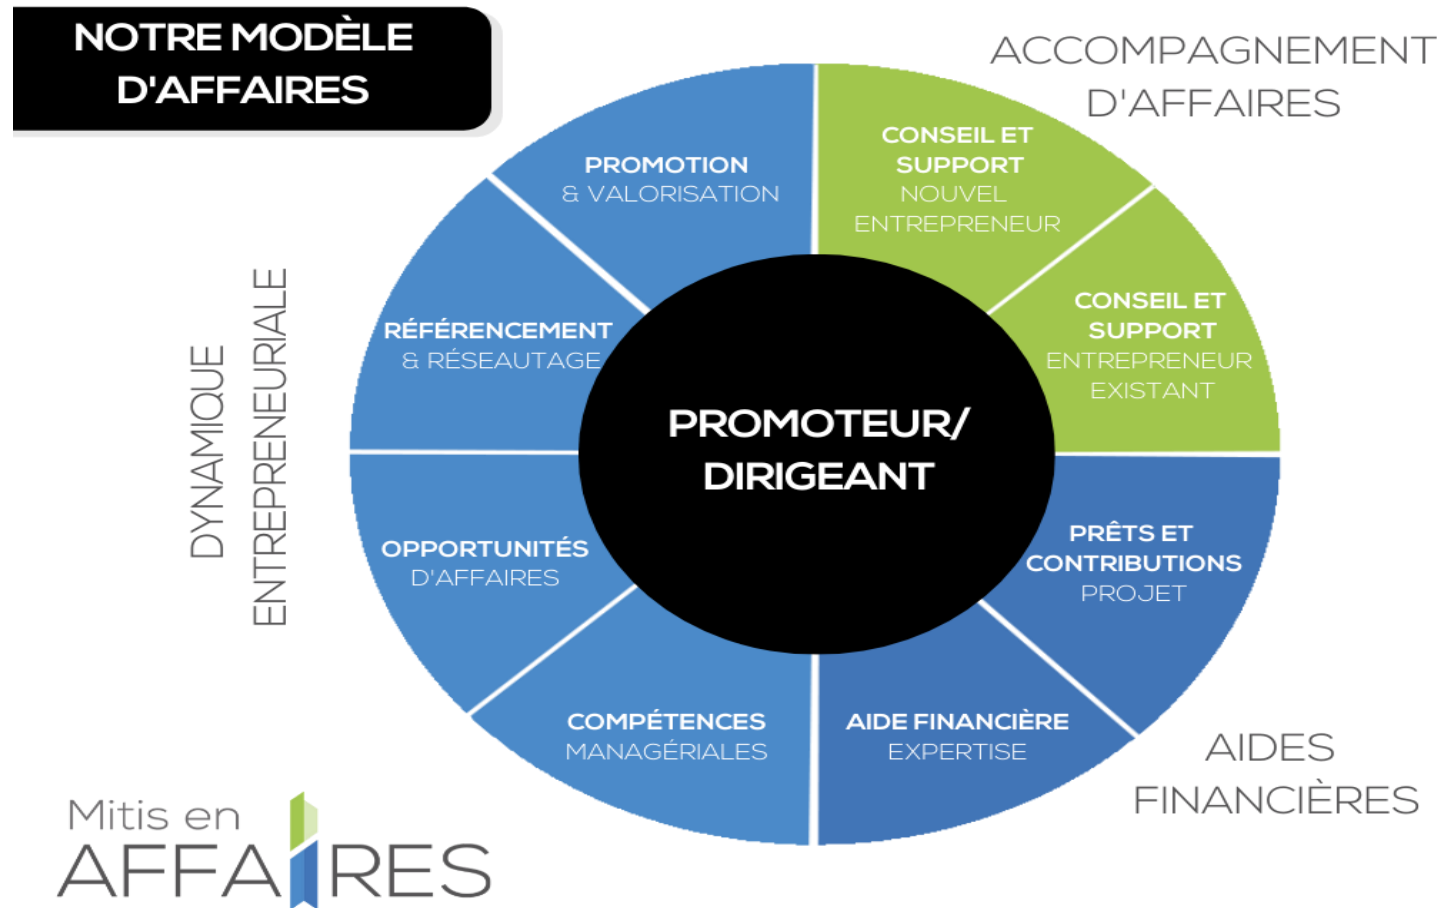 NOTRE MODÈLE
D'AFFAIRES
ACCOMPAGNEMENT
D'AFFAIRES
CONSEIL ET
SUPPORT
NOUVEL
ENTREPRENEUR
CONSEIL ET
SUPPORT
ENTREPRENEUR
EXISTANT
PRÊTS ET
CONTRIBUTIONS
PROJET
AIDES
FINANCIÈRES
AIDE FINANCIÈRE
EXPERTISE
COMPÉTENCES
MANAGÉRIALES
OPPORTUNITÉS
D'AFFAIRES
RÉFÉRENCEMENT
& RÉSEAUTAGE
PROMOTION
& VALORISATION
DYNAMIQUE
ENTREPRENEURIALE
PROMOTEUR/
DIRIGEANT
Mitis en
AFFAIRES